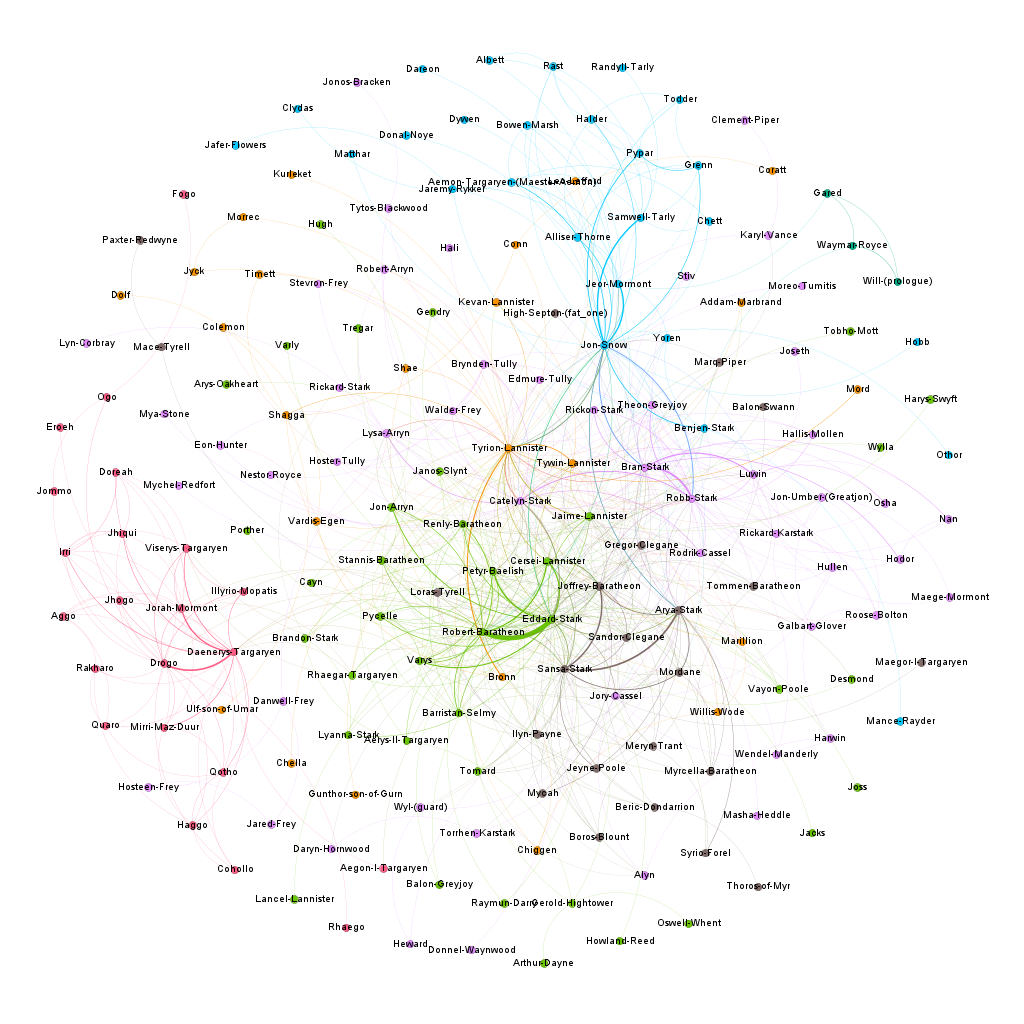 Albett
Rast
Dareon
Randyll-Tarly
Jonos-Bracken
Todder
Clydas
Dywen
Halder
Clement-Piper
Bowen-Marsh
Donal-Noye
Jafer-Flowers
Matthar
Pypar
Grenn
Coratt
Kurleket
Aemon-Targaryen-(Maester-Aemon)
Jaremy-Rykker
Fogo
Gared
Tytos-Blackwood
Morec
Hugh
Samwell-Tarly
Chett
Paxter-Redwyne
Alliser-Thorne
Karyl-Vance
Hali
Conn
Waymar-Royce
Jyck
Timett
Robert-Arryn
Stevron-Frey
Jeor-Mormont
Stiv
Moreo-Tumitis
Will-(prologue)
Dolf
Kevan-Lannister
Addam-Marbrand
Gendry
High-Septon-(fat_one)
Colemon
Tregar
Tobho-Mott
Lyn-Corbray
Mace-Tyrell
Varly
Jon-Snow
Yoren
Hobb
Joseth
Brynden-Tully
Marq-Piper
Shae
Arys-Oakheart
Rickard-Stark
Edmure-Tully
Mord
Ogo
Harys-Swyft
Mya-Stone
Shagga
Walder-Frey
Rickon-Stark
Theon-Greyjoy
Balon-Swann
Eroeh
Lysa-Arryn
Benjen-Stark
Hallis-Mollen
Eon-Hunter
Tyrion-Lannister
Wylla
Othor
Hoster-Tully
Tywin-Lannister
Bran-Stark
Doreah
Nestor-Royce
Janos-Slynt
Luwin
Mychel-Redfort
Jommo
Catelyn-Stark
Robb-Stark
Jon-Umber-(Greatjon)
Osha
Jon-Arryn
Jaime-Lannister
Nan
Vardis-Egen
Renly-Baratheon
Porther
Jhiqui
Rickard-Karstark
Gregor-Clegane
Irri
Viserys-Targaryen
Rodrik-Cassel
Stannis-Baratheon
Cersei-Lannister
Hodor
Petyr-Baelish
Hullen
Cayn
Joffrey-Baratheon
Tommen-Baratheon
Illyrio-Mopatis
Loras-Tyrell
Jhogo
Maege-Mormont
Jorah-Mormont
Arya-Stark
Aggo
Pycelle
Eddard-Stark
Roose-Bolton
Galbart-Glover
Robert-Baratheon
Brandon-Stark
Sandor-Clegane
Marillion
Daenerys-Targaryen
Varys
Drogo
Maegor-I-Targaryen
Rakharo
Sansa-Stark
Mordane
Rhaegar-Targaryen
Bronn
Desmond
Vayon-Poole
Jory-Cassel
Danwell-Frey
Ulf-son-of-Umar
Barristan-Selmy
Willis-Wode
Mance-Rayder
Quaro
Mirri-Maz-Duur
Lyanna-Stark
Ilyn-Payne
Aerys-II-Targaryen
Harwin
Meryn-Trant
Wendel-Manderly
Chella
Qotho
Tomard
Jeyne-Poole
Myrcella-Baratheon
Hosteen-Frey
Joss
Gunthor-son-of-Gurn
Mycah
Wyl-(guard)
Beric-Dondarrion
Masha-Heddle
Haggo
Jared-Frey
Torrhen-Karstark
Jacks
Boros-Blount
Daryn-Hornwood
Chiggen
Syrio-Forel
Cohollo
Aegon-I-Targaryen
Alyn
Balon-Greyjoy
Thoros-of-Myr
Lancel-Lannister
Raymun-Darry
Gerold-Hightower
Rhaego
Oswell-Whent
Heward
Howland-Reed
Donnel-Waynwood
Arthur-Dayne